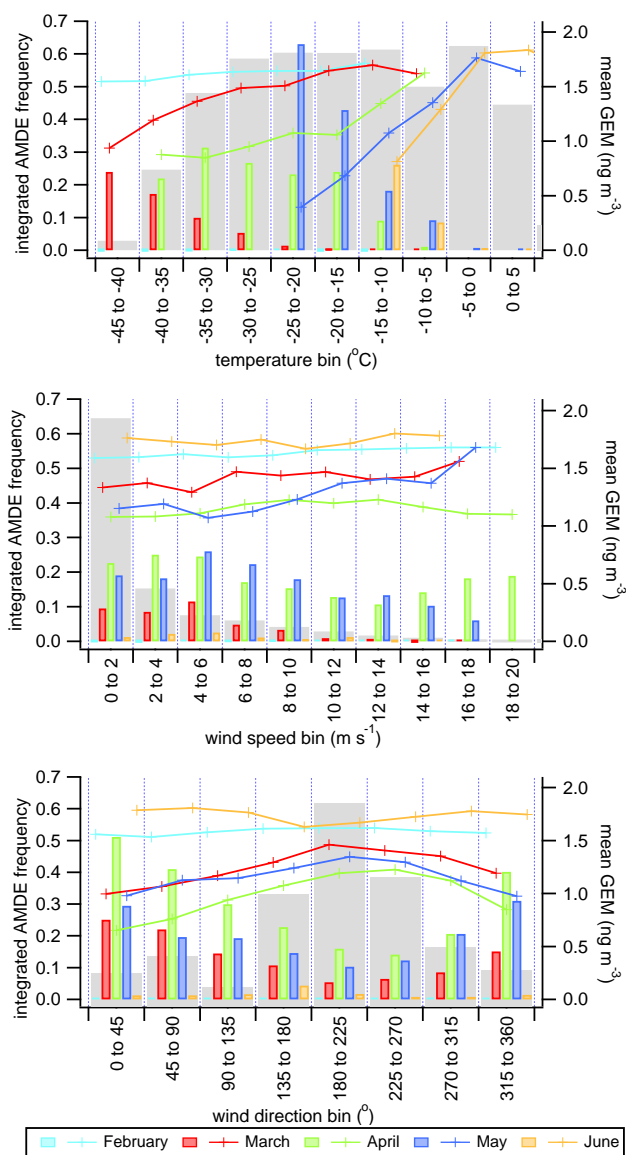 0.7
0.6
0.5
0.4
0.3
0.2
0.1
0.0
integrated AMDE frequency
2.0
1.5
1.0
0.5
0.0
mean GEM (ng m-3)
-45 to -40
-40 to -35
-35 to -30
-30 to -25
-25 to -20
-20 to -15
-15 to -10
-10 to -5
-5 to 0
0 to 5
temperature bin (oC)
0.7
0.6
0.5
0.4
0.3
0.2
0.1
0.0
integrated AMDE frequency
2.0
1.5
1.0
0.5
0.0
mean GEM (ng m-3)
0 to 2
2 to 4
4 to 6
6 to 8
8 to 10
10 to 12
12 to 14
14 to 16
16 to 18
18 to 20
wind speed bin (m s-1)
0.7
0.6
0.5
0.4
0.3
0.2
0.1
0.0
integrated AMDE frequency
2.0
1.5
1.0
0.5
0.0
mean GEM (ng m-3)
0 to 45
45 to 90
90 to 135
135 to 180
180 to 225
225 to 270
270 to 315
315 to 360
wind direction bin (o)
February March April May June